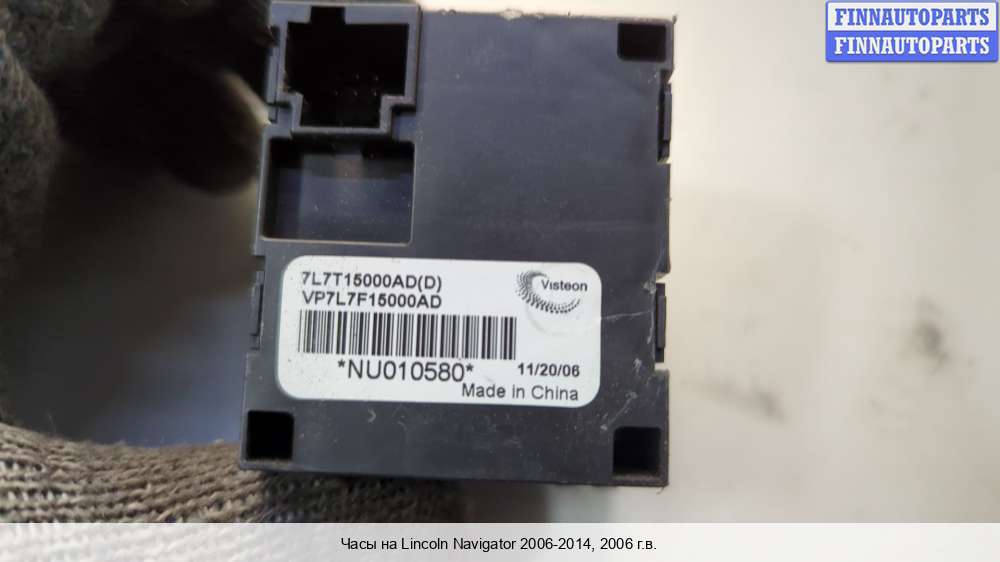 FINNAUTOPARTS
FINNAUTOPARTS
7L7T15000AD(D)
VP7L7F15000AD
Visteon
*NU010580*
11/20/06
Made in China
Часы на Lincoln Navigator 2006-2014, 2006 г.в.